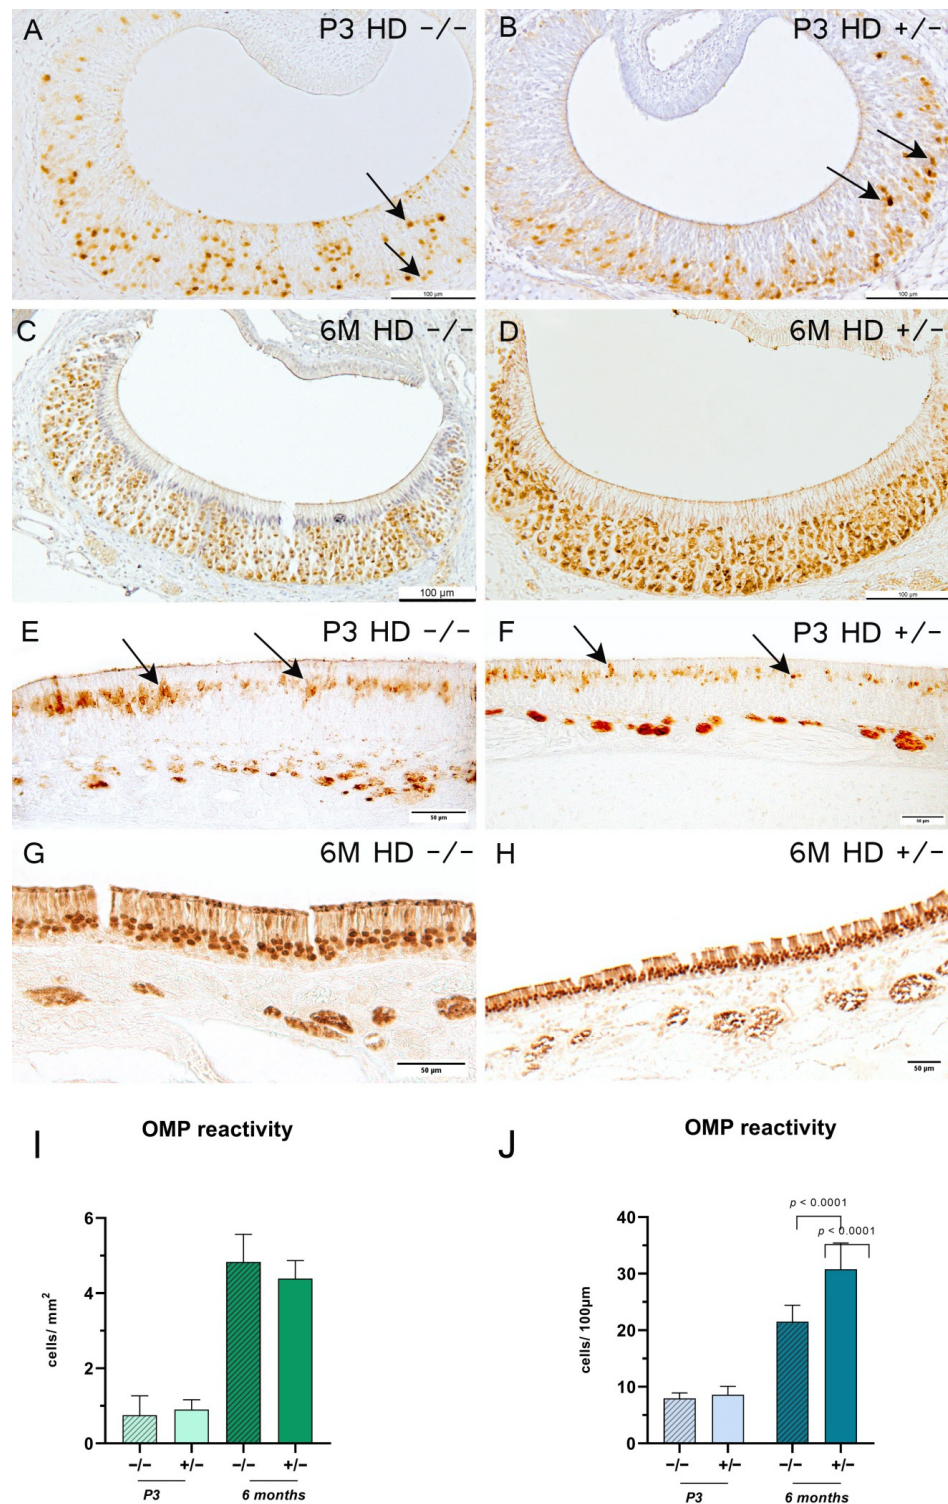 A P3 HD −/−
B P3 HD +/−
100 µm
100 µm
C 6M HD −/−
D 6M HD +/−
100 µm
100 µm
E P3 HD −/−
F P3 HD +/−
50 µm
50 µm
G 6M HD −/−
H 6M HD +/−
50 µm
50 µm
I
OMP reactivity
cells/ mm²
6
4
2
0
−/−
+/−
−/−
+/−
P3
6 months
J
OMP reactivity
p < 0.0001
p < 0.0001
cells/ 100µm
40
30
20
10
0
−/−
+/−
−/−
+/−
P3
6 months